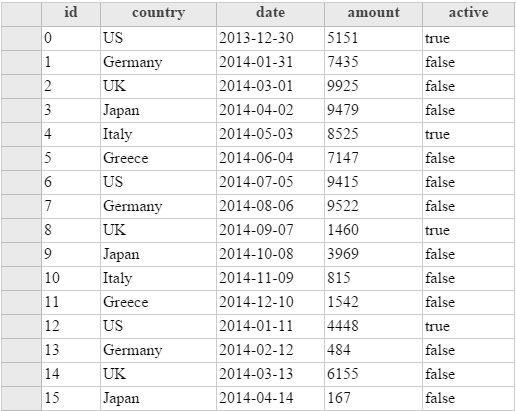 id country date amount active
0 US 2013-12-30 5151 true
1 Germany 2014-01-31 7435 false
2 UK 2014-03-01 9925 false
3 Japan 2014-04-02 9479 false
4 Italy 2014-05-03 8525 true
5 Greece 2014-06-04 7147 false
6 US 2014-07-05 9415 false
7 Germany 2014-08-06 9522 false
8 UK 2014-09-07 1460 true
9 Japan 2014-10-08 3969 false
10 Italy 2014-11-09 815 false
11 Greece 2014-12-10 1542 false
12 US 2014-01-11 4448 true
13 Germany 2014-02-12 484 false
14 UK 2014-03-13 6155 false
15 Japan 2014-04-14 167 false